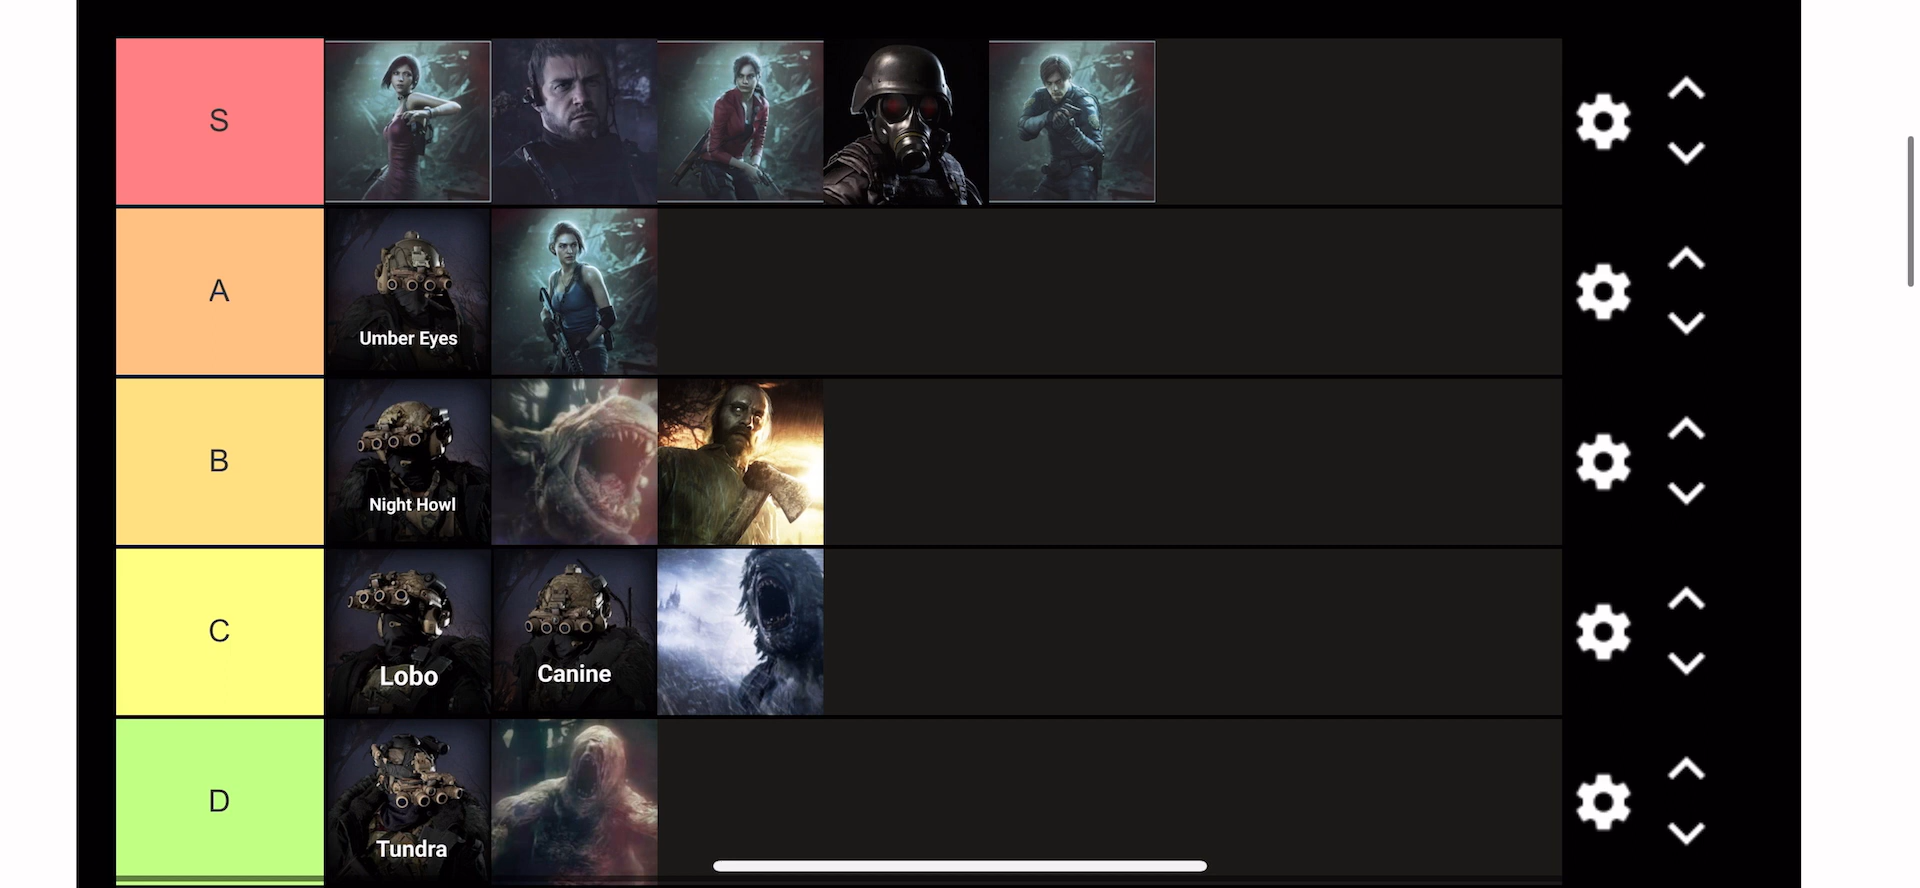 S
A
Umber Eyes
B
Night Howl
C
Lobo
Canine
D
Tundra